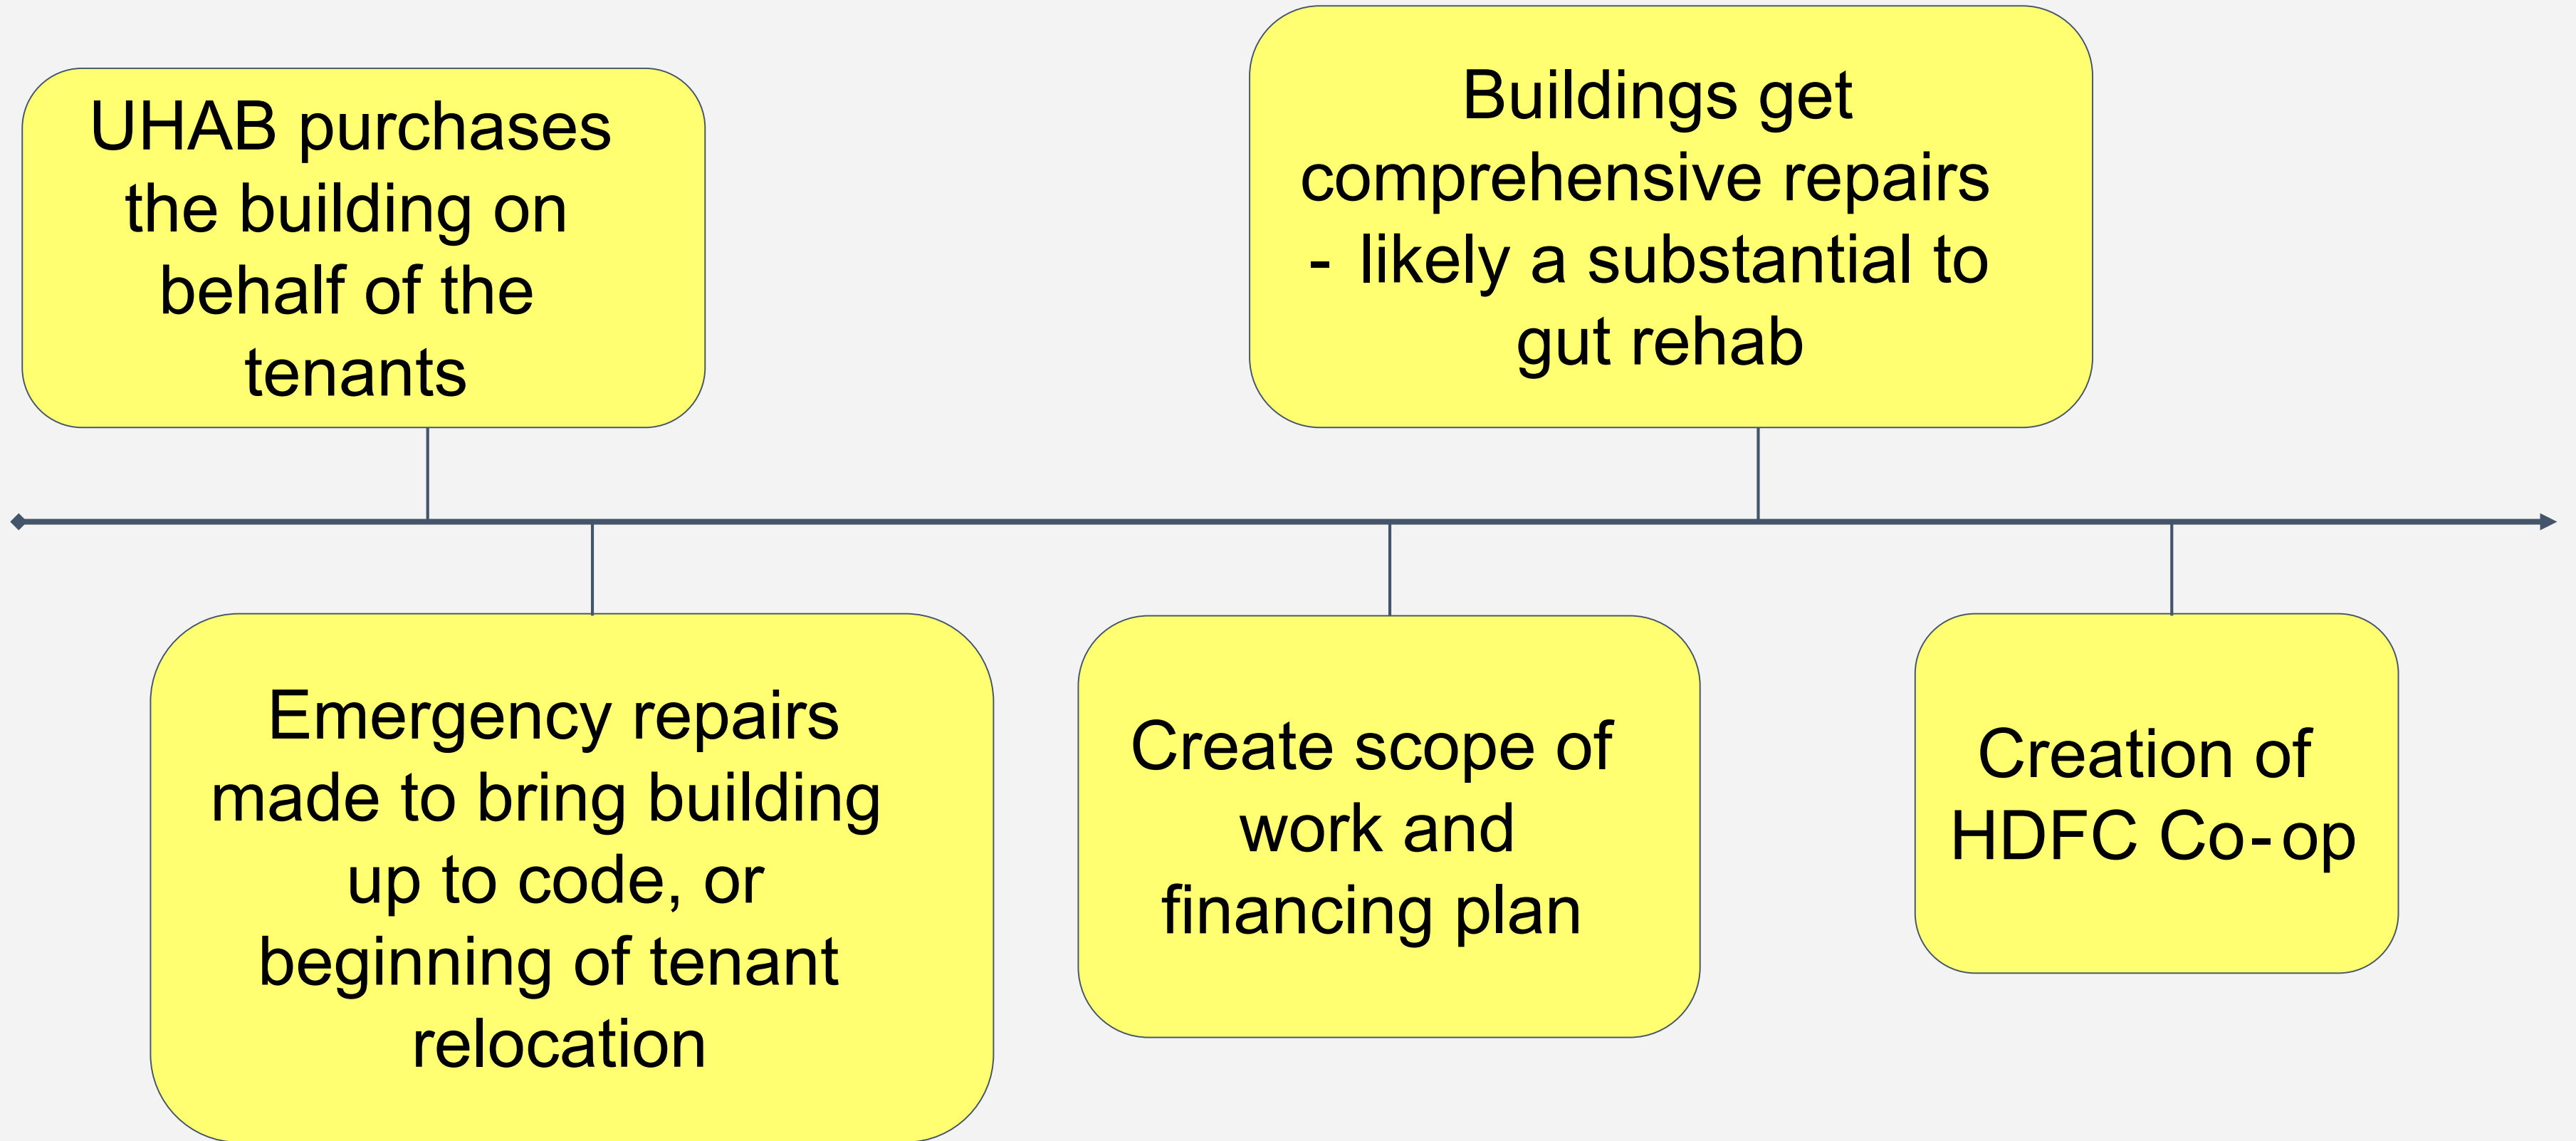 UHAB purchases
the building on
behalf of the
tenants
Emergency repairs
made to bring building
up to code, or
beginning of tenant
relocation
Create scope of
work and
financing plan
Buildings get
comprehensive repairs
- likely a substantial to
gut rehab
Creation of
HDFC Co-op